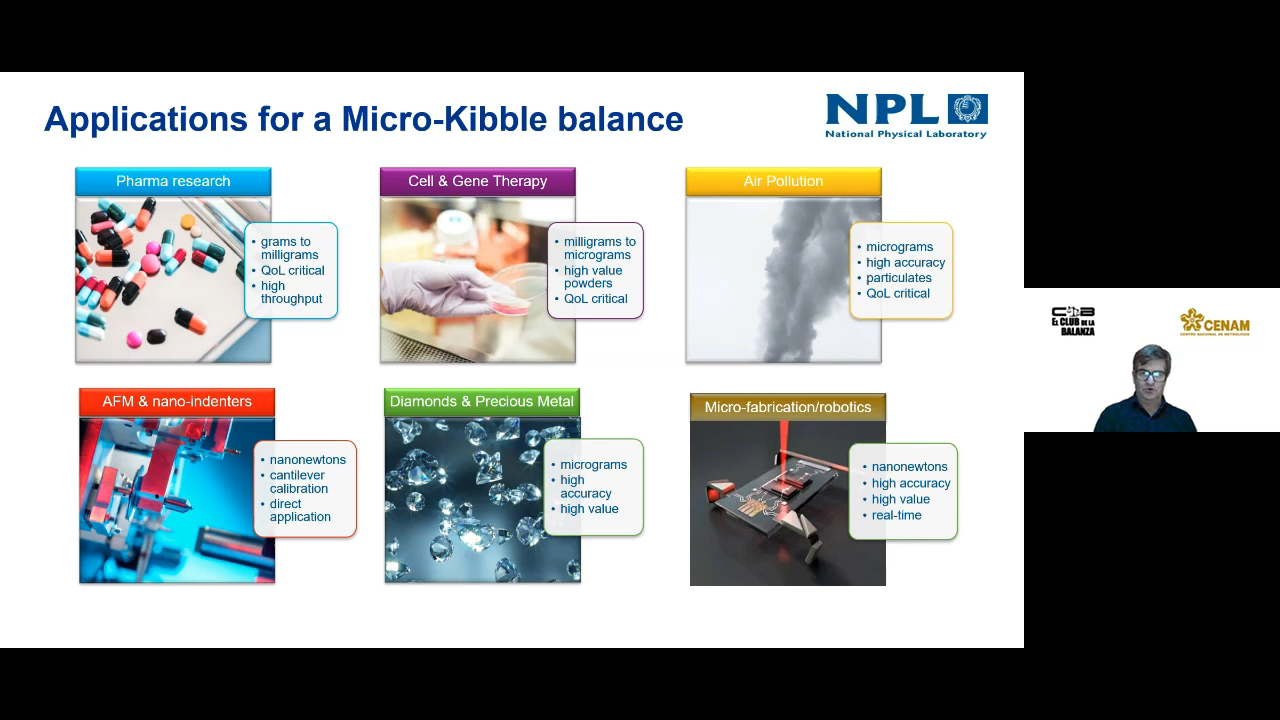 Applications for a Micro-Kibble balance
NPL
National Physical Laboratory
Pharma research
• grams to
milligrams
• QoL critical
• high
throughput
Cell & Gene Therapy
• milligrams to
micrograms
• high value
powders
• QoL critical
Air Pollution
• micrograms
• high accuracy
• particulates
• QoL critical
AFM & nano-indenters
• nanonewtons
• cantilever
calibration
• direct
application
Diamonds & Precious Metal
• micrograms
• high
accuracy
• high value
Micro-fabrication/robotics
• nanonewtons
• high accuracy
• high value
• real-time
EL CLUB DE LA
BALANZA
CENAM
CENTRO NACIONAL DE METROLOGÍA